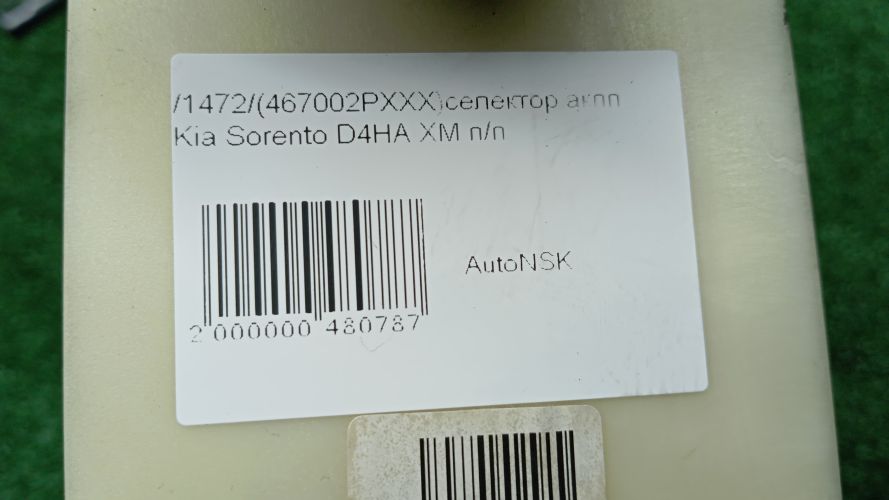 /1472/(467002PXXX)селектор акпп
Kia Sorento D4HA XM п/п
AutoNSK
2 000000 480787